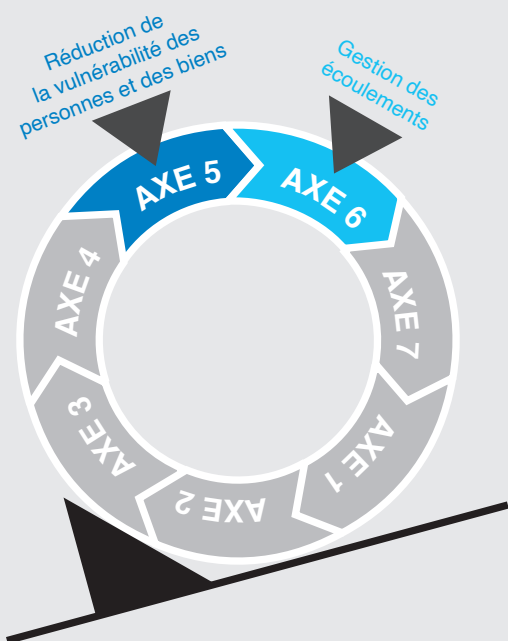 Réduction de
la vulnérabilité des
personnes et des biens
Gestion des
écoulements
AXE 5
AXE 6
AXE 7
AXE 1
AXE 2
AXE 3
AXE 4